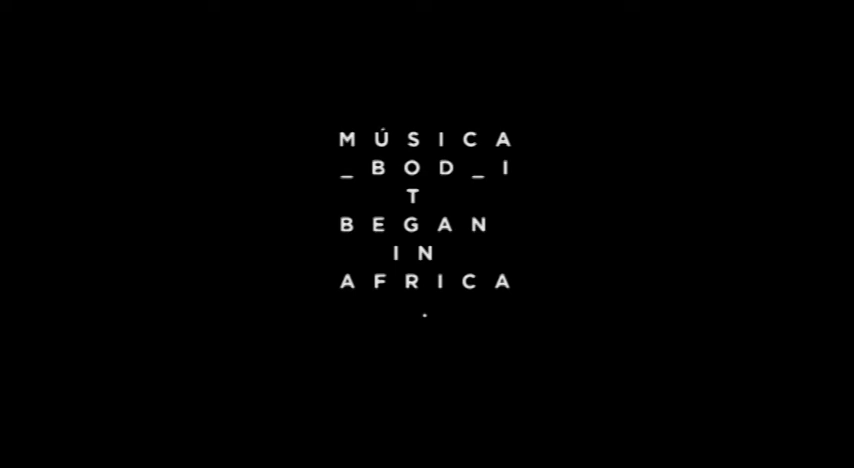 MÚSICA
_BOD_I
T
BEGAN
IN
AFRICA
.